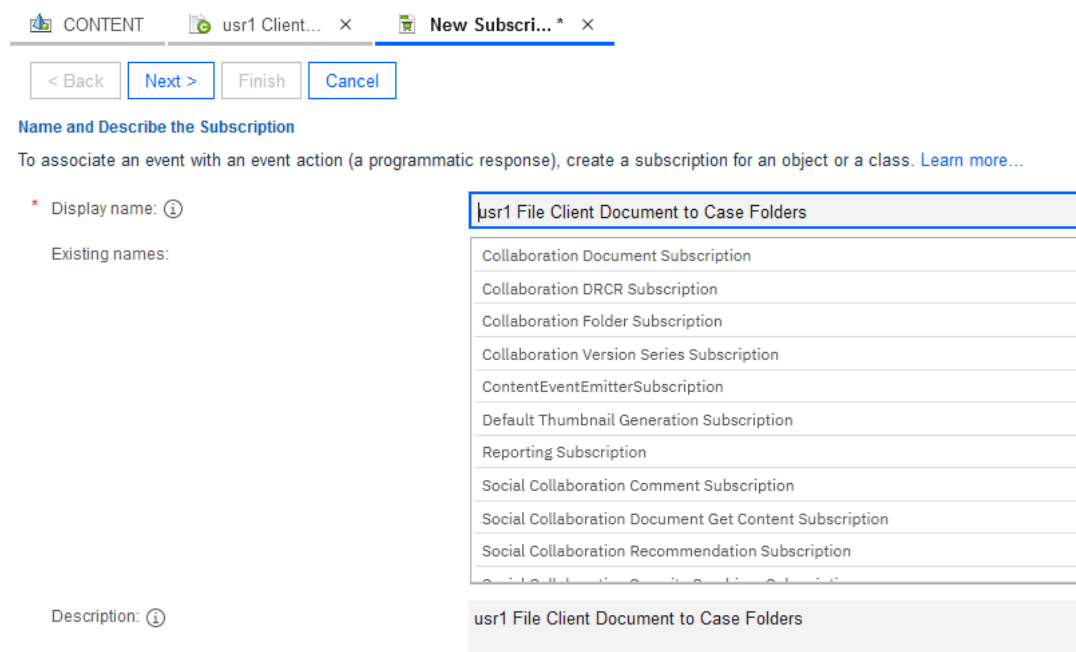 CONTENT usr1 Client... × New Subscri... * ×
< Back Next > Finish Cancel
Name and Describe the Subscription
To associate an event with an event action (a programmatic response), create a subscription for an object or a class. Learn more...
* Display name: usr1 File Client Document to Case Folders
Existing names:
Collaboration Document Subscription
Collaboration DRCR Subscription
Collaboration Folder Subscription
Collaboration Version Series Subscription
ContentEventEmitterSubscription
Default Thumbnail Generation Subscription
Reporting Subscription
Social Collaboration Comment Subscription
Social Collaboration Document Get Content Subscription
Social Collaboration Recommendation Subscription
Description: usr1 File Client Document to Case Folders